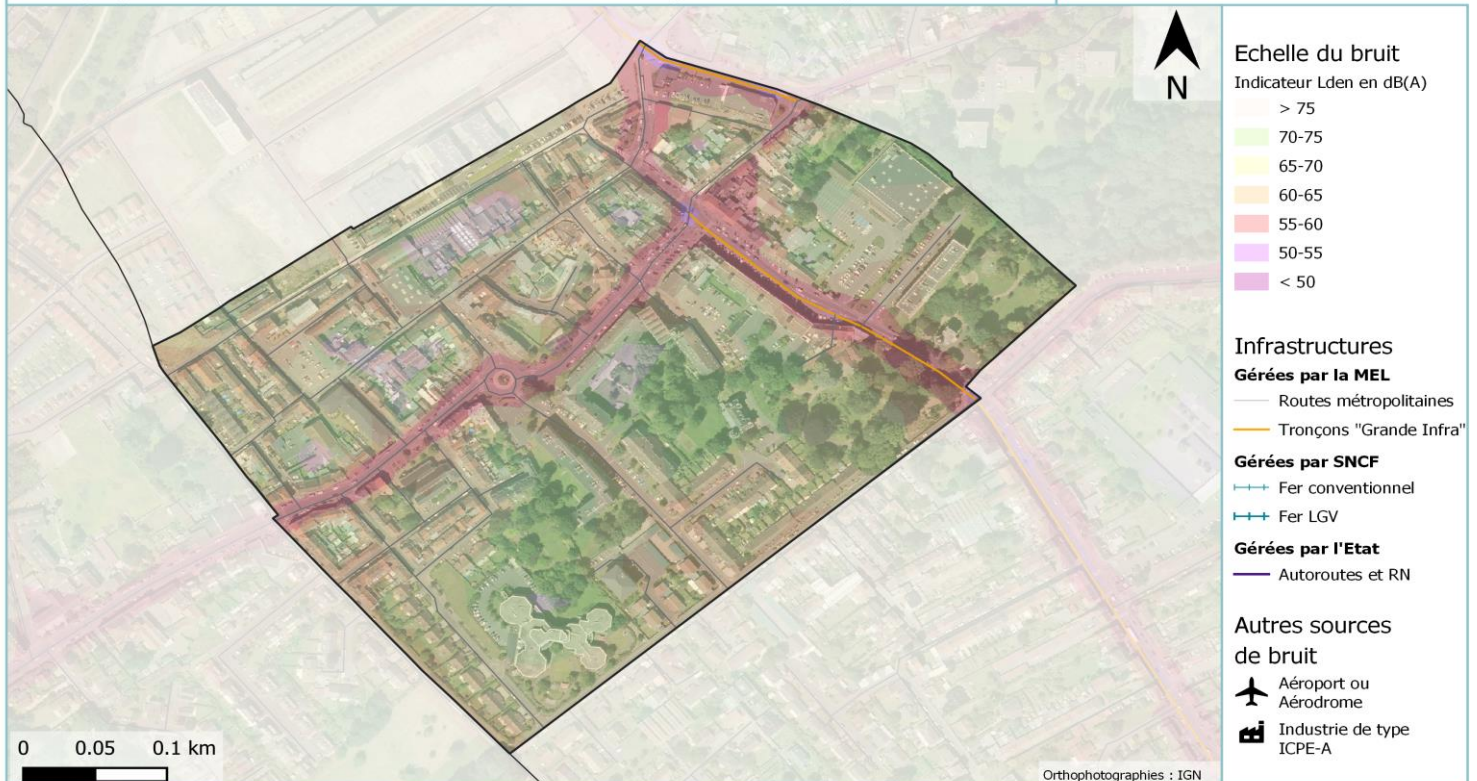 N
Echelle du bruit
Indicateur Lden en dB(A)
> 75
70-75
65-70
60-65
55-60
50-55
< 50
Infrastructures
Gérées par la MEL
Routes métropolitaines
Tronçons "Grande Infra"
Gérées par SNCF
Fer conventionnel
Fer LGV
Gérées par l'Etat
Autoroutes et RN
Autres sources
de bruit
Aéroport ou
Aérodrome
Industrie de type
ICPE-A
0 0.05 0.1 km
Orthophotographies : IGN